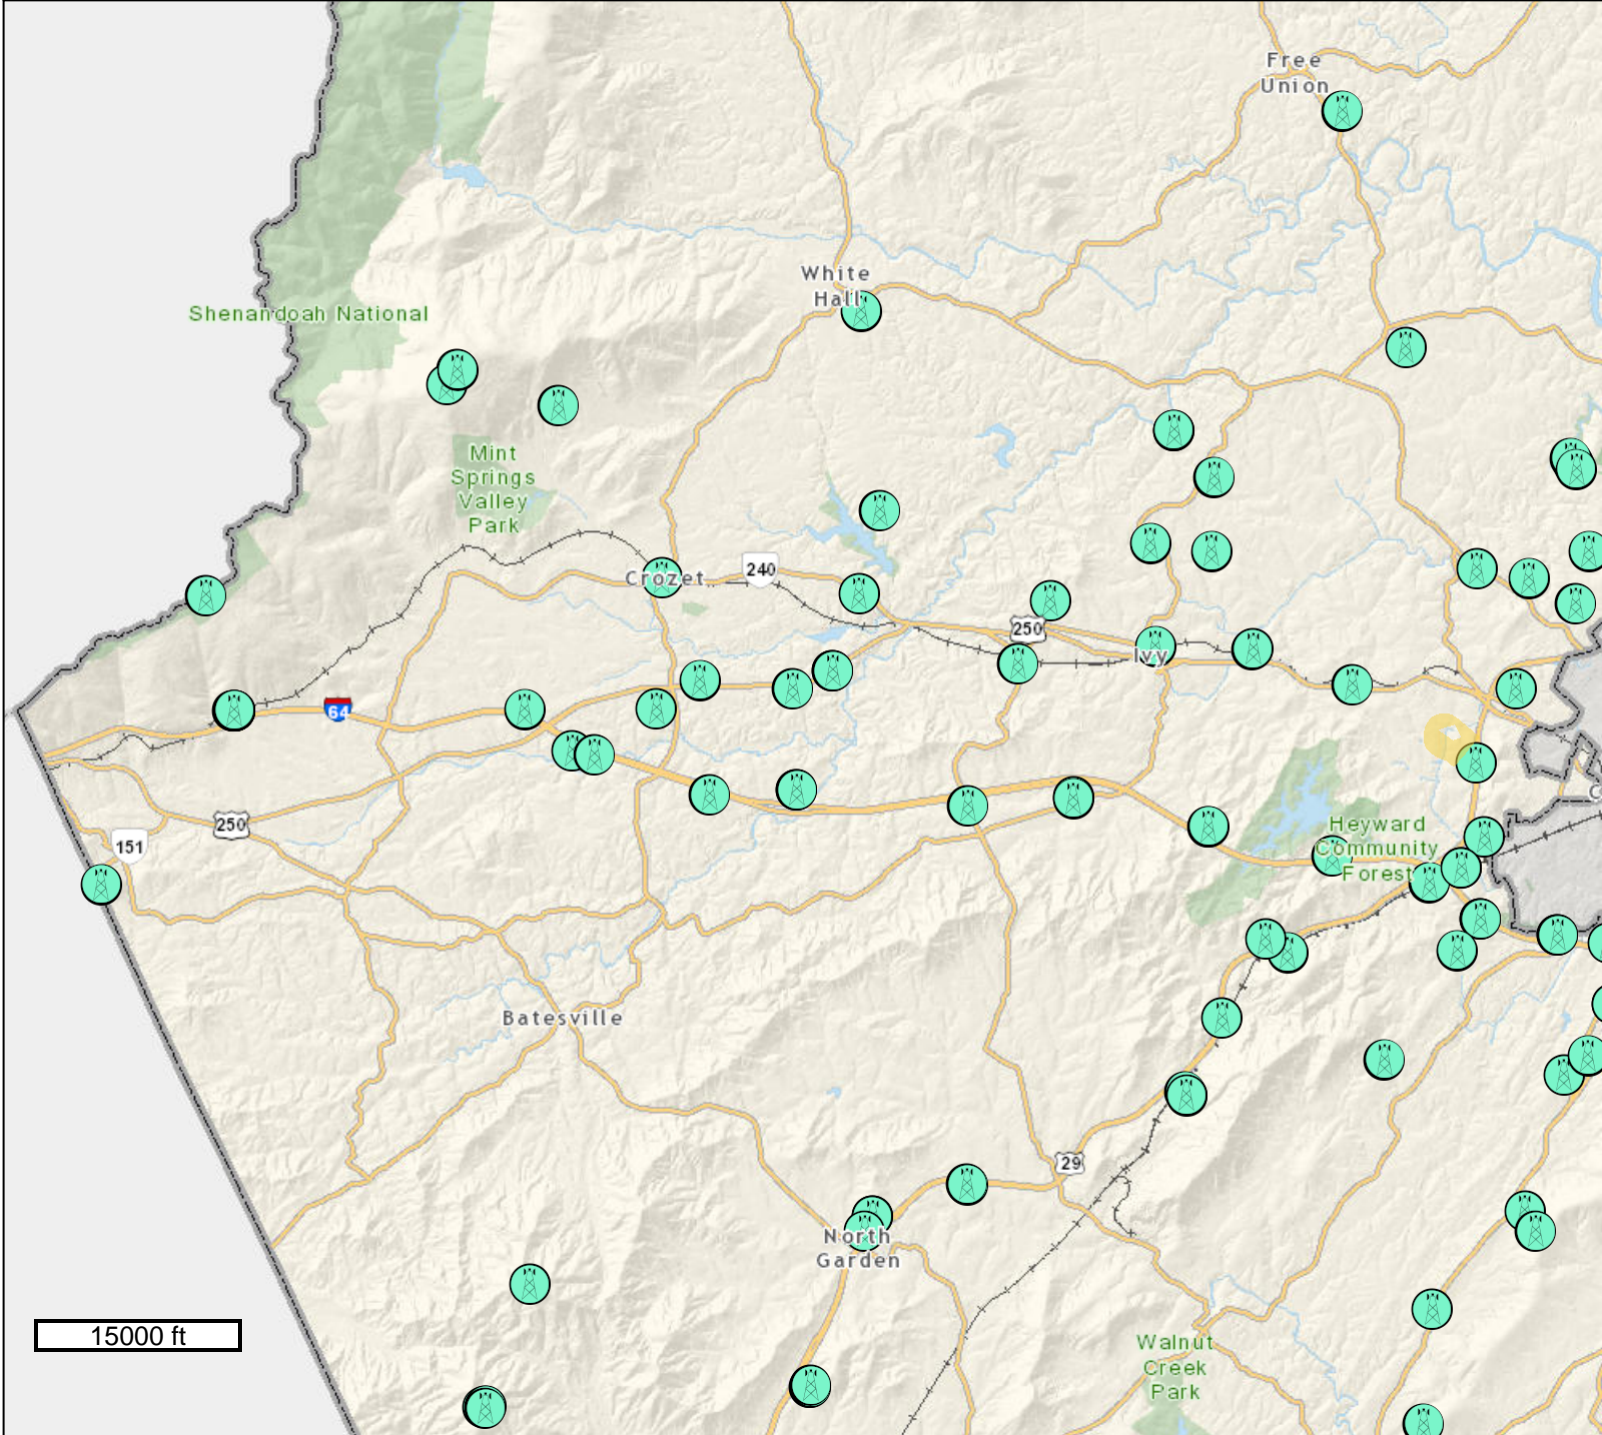 Free
Union
White
Hall
Shenandoah National
Mint
Springs
Valley
Park
Crozet
240
250
Ivy
64
250
151
Heyward
Community
Forest
Batesville
29
North
Garden
15000 ft
Walnut
Creek
Park